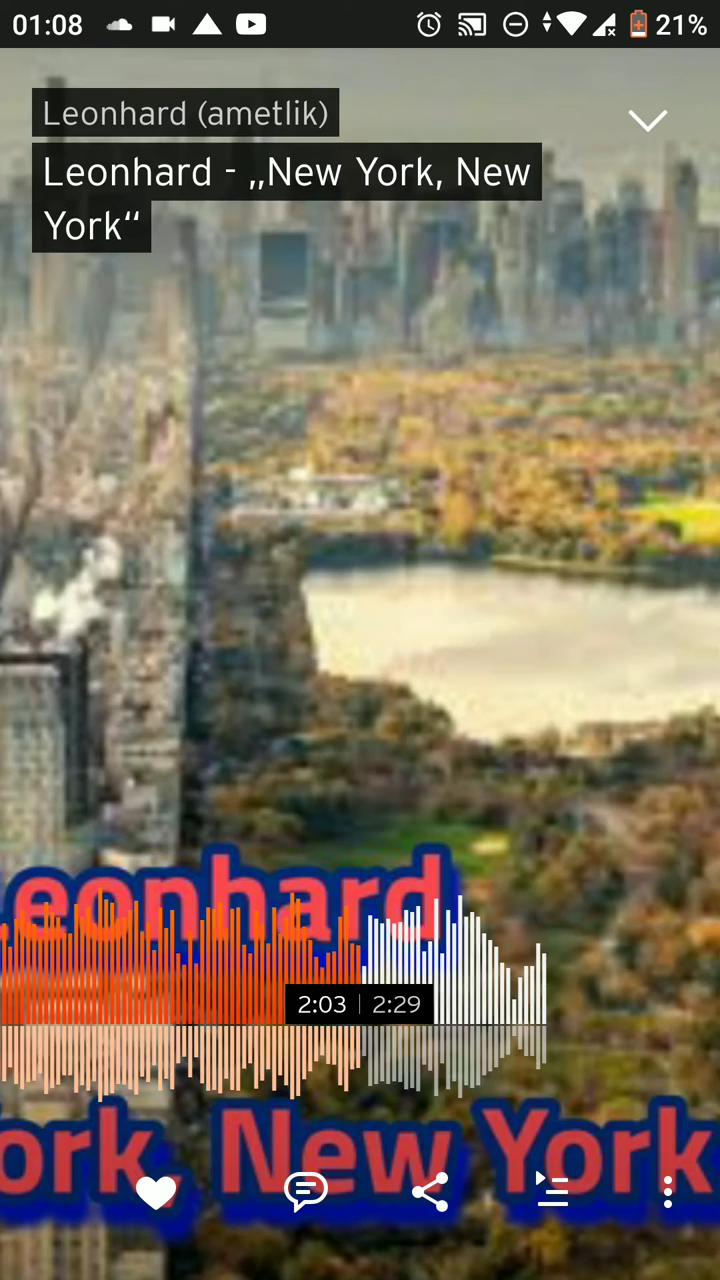 01:08
21%
Leonhard (ametlik)
Leonhard - „New York, New
York“
eonhard
2:03 | 2:29
ork, New York